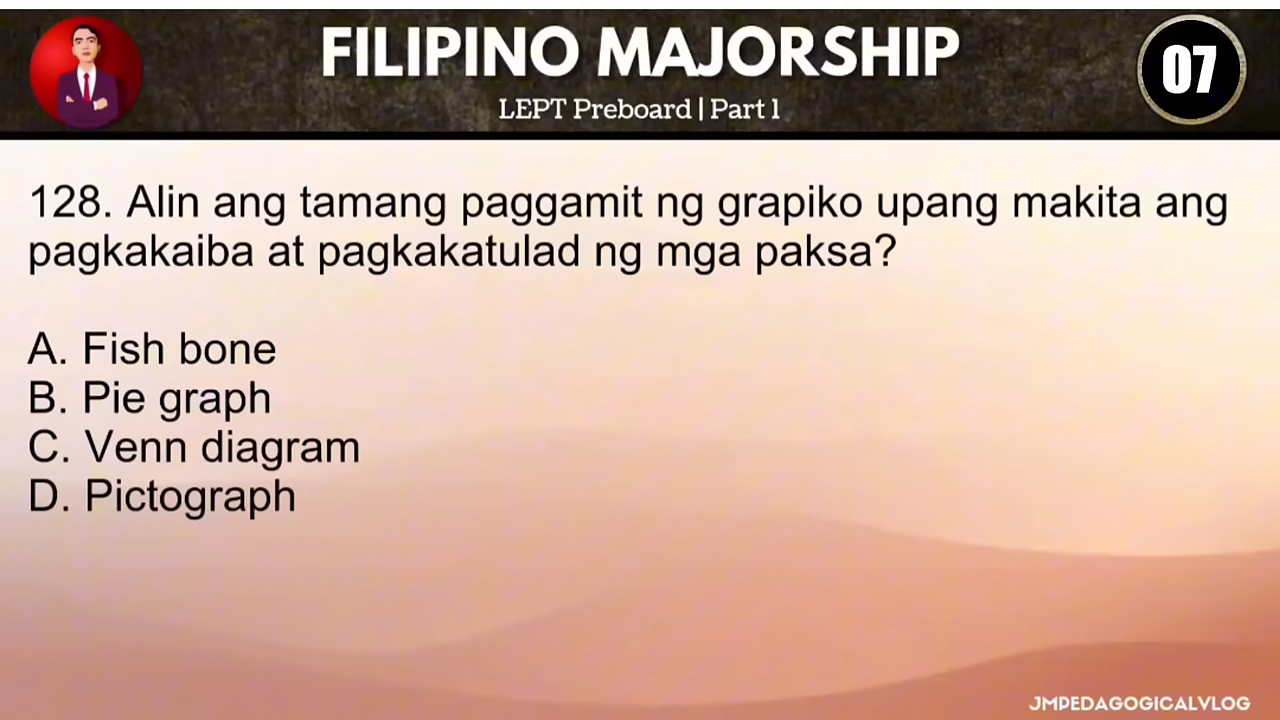 FILIPINO MAJORSHIP
LEPT Preboard | Part 1
07
128. Alin ang tamang paggamit ng grapiko upang makita ang
pagkakaiba at pagkakatulad ng mga paksa?
A. Fish bone
B. Pie graph
C. Venn diagram
D. Pictograph
JMPEDAGOGICALVLOG